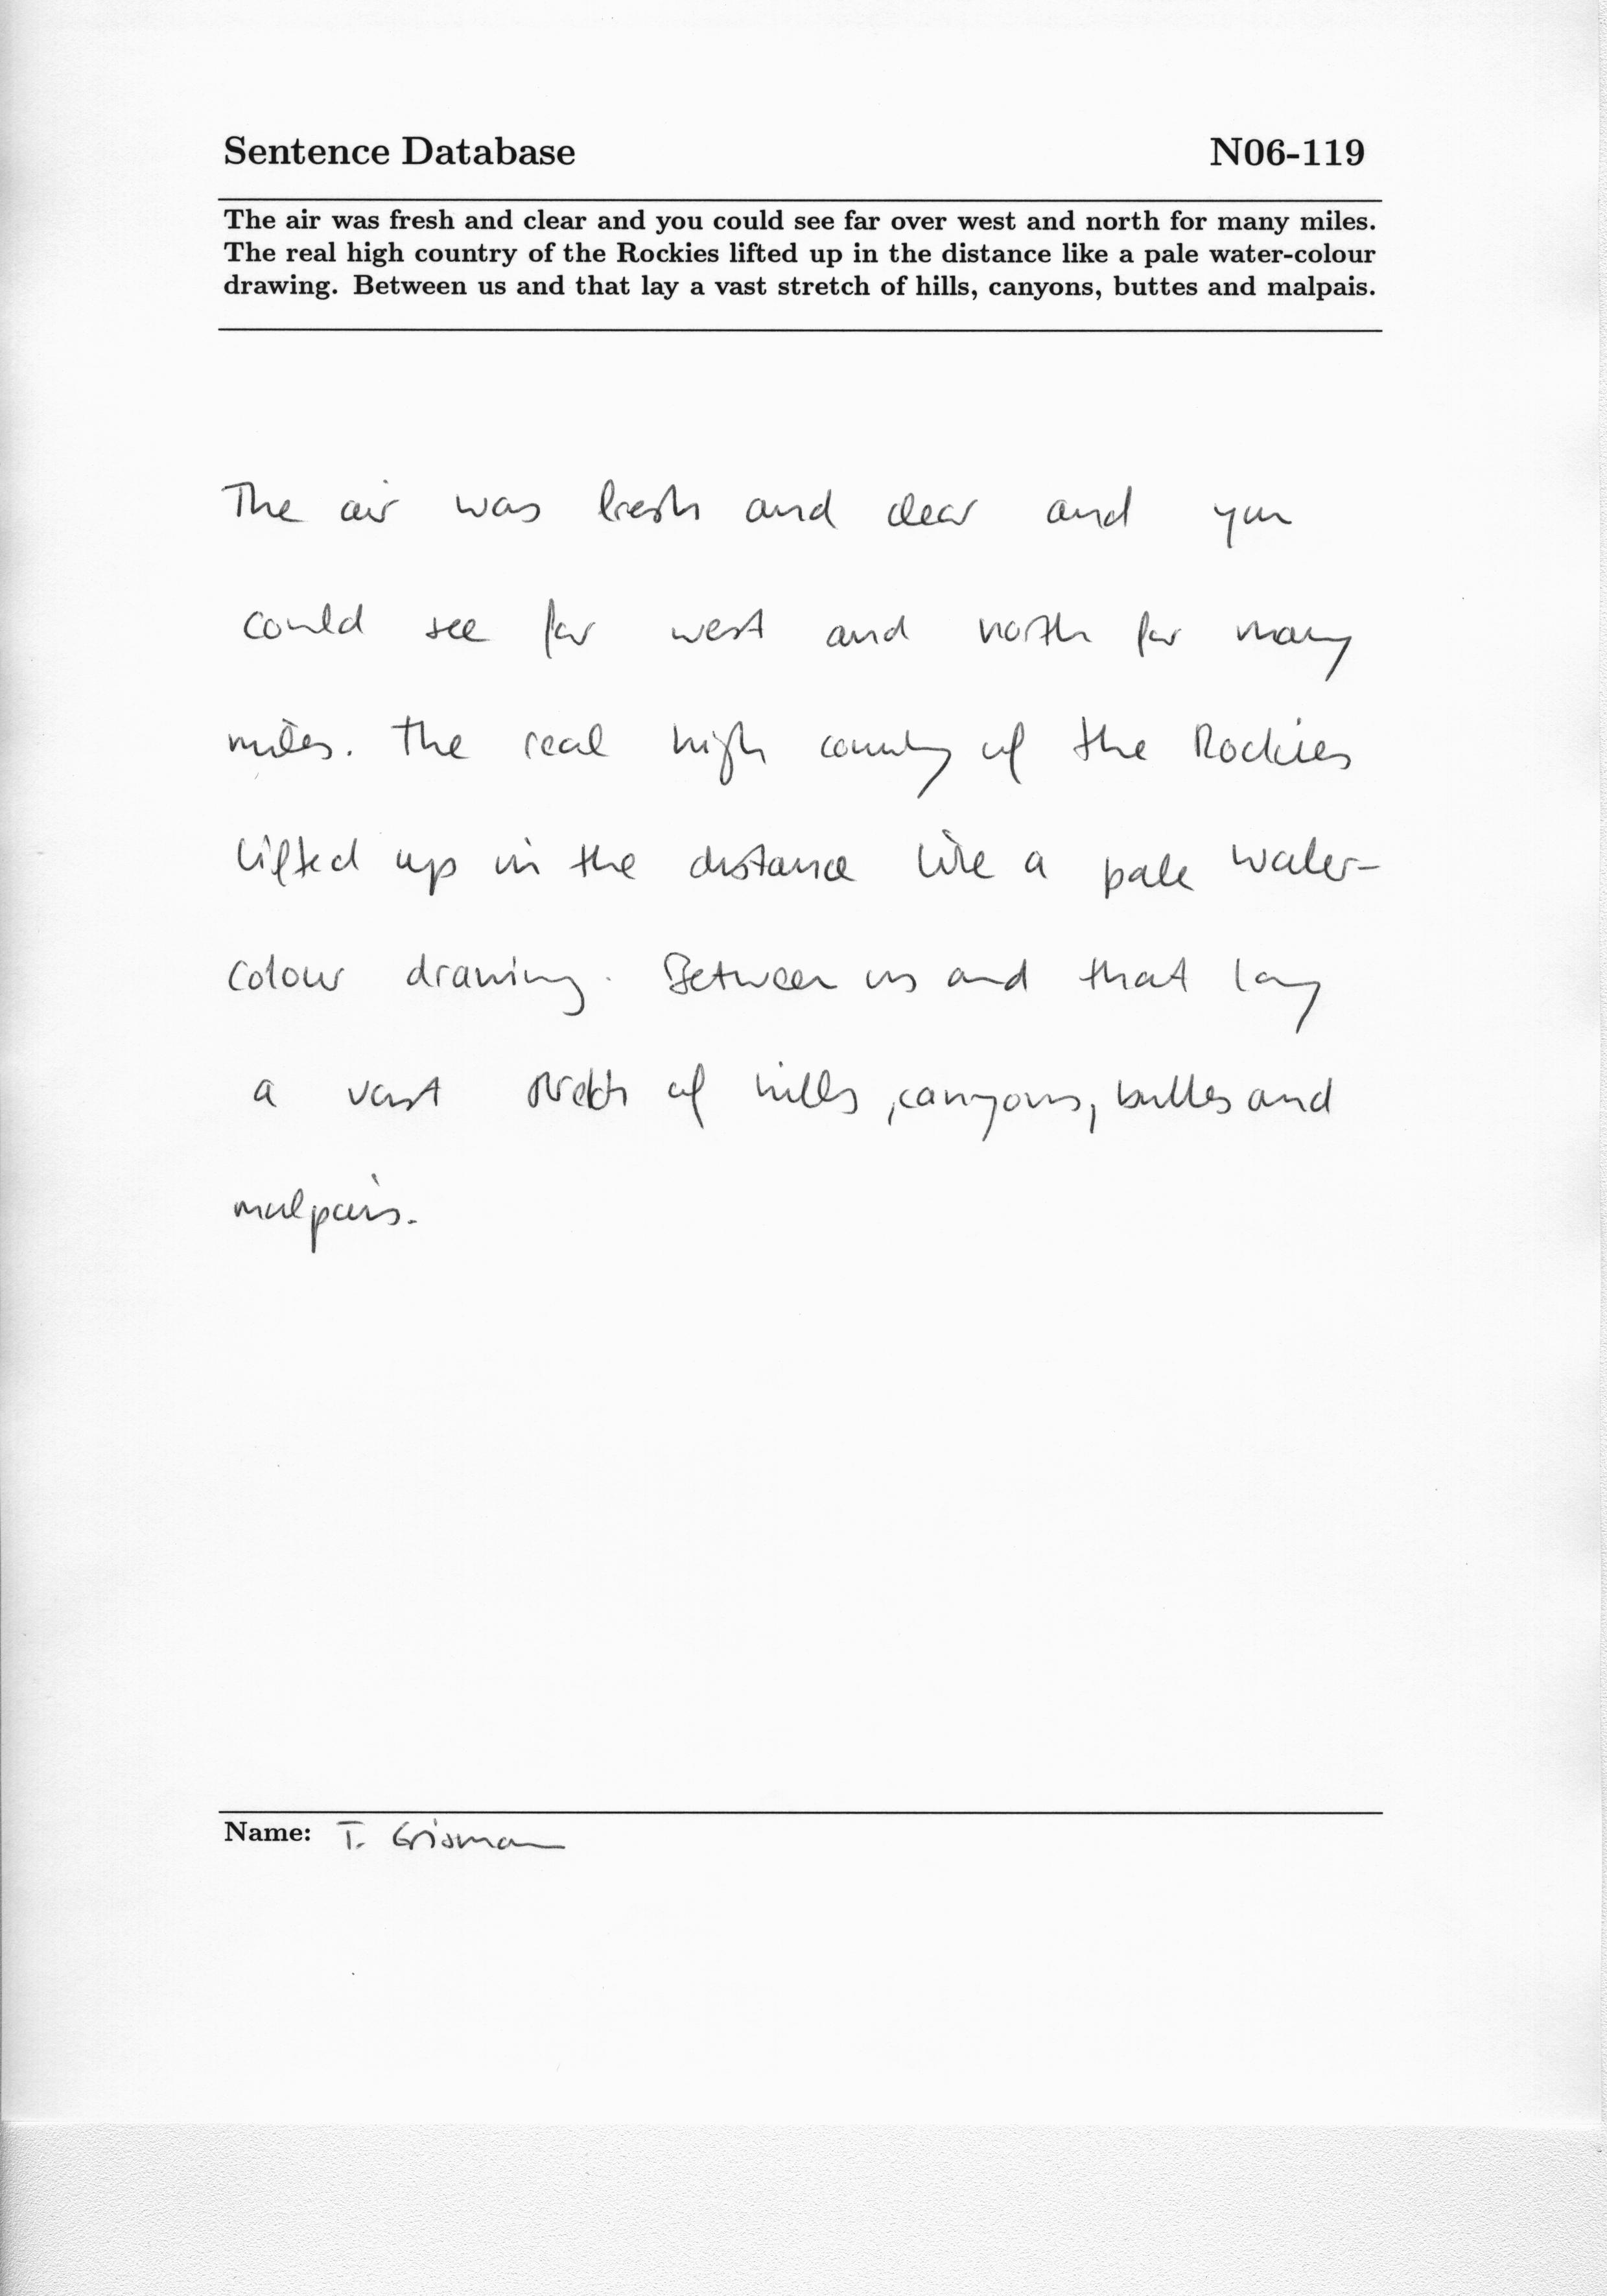 Sentence Database N06-119
The air was fresh and clear and you could see far over west and north for many miles.
The real high country of the Rockies lifted up in the distance like a pale water-colour
drawing. Between us and that lay a vast stretch of hills, canyons, buttes and malpais.
The air was fresh and clear and you
could see far west and north for many
miles. The real high country of the Rockies
lifted up in the distance like a pale water-
colour drawing. Between us and that lay
a vast stretch of hills, canyons, buttes and
malpais.
Name: T. Grisman